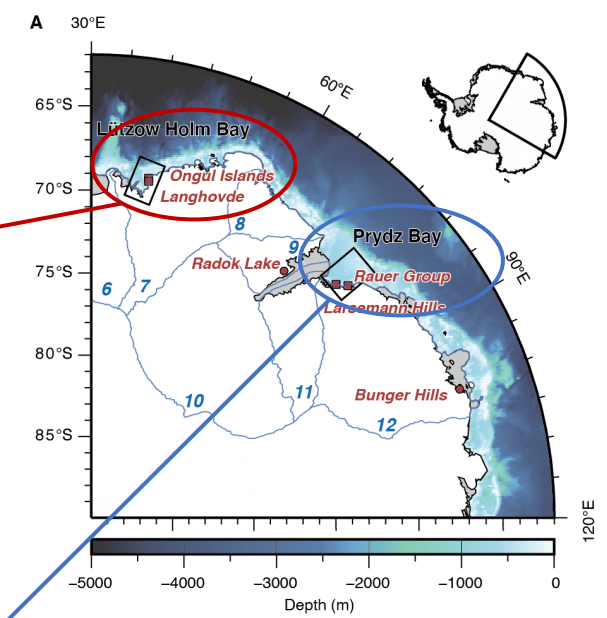 A
30°E
60°E
65°S
Lützow Holm Bay
Ongul Islands
70°S
Langhovde
8
Prydz Bay
9
90°E
Radok Lake
Rauer Group
75°S
6
7
Larsemann Hills
80°S
Bunger Hills
10
11
12
85°S
120°E
−5000
−4000
−3000
−2000
−1000
0
Depth (m)